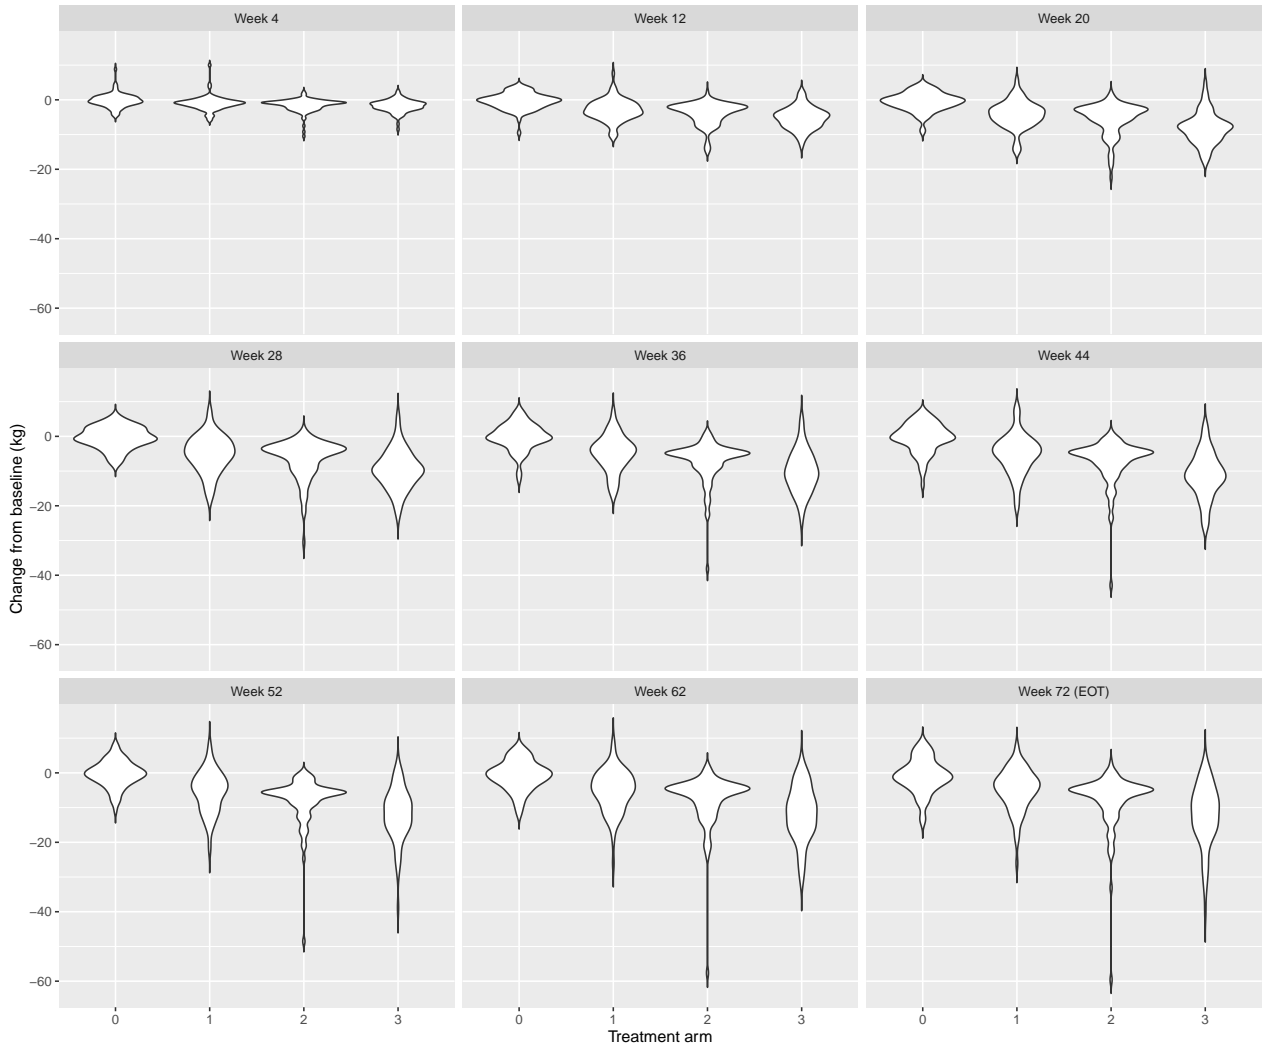 Week 4
Week 12
Week 20
0
−20
−40
−60
Week 28
Week 36
Week 44
0
−20
−40
−60
Week 52
Week 62
Week 72 (EOT)
0
−20
−40
−60
0 1 2 3
0 1 2 3
0 1 2 3
Treatment arm
Change from baseline (kg)